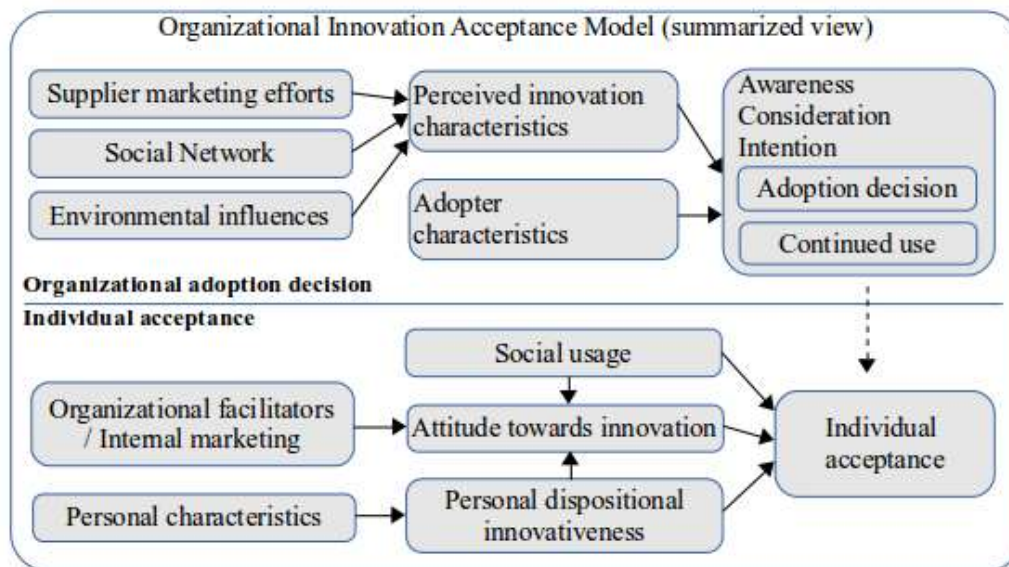 Organizational Innovation Acceptance Model (summarized view)
Supplier marketing efforts
Social Network
Environmental influences
Perceived innovation
characteristics
Adopter
characteristics
Awareness
Consideration
Intention
Adoption decision
Continued use
Organizational adoption decision
Individual acceptance
Social usage
Organizational facilitators
/ Internal marketing
Attitude towards innovation
Personal characteristics
Personal dispositional
innovativeness
Individual
acceptance